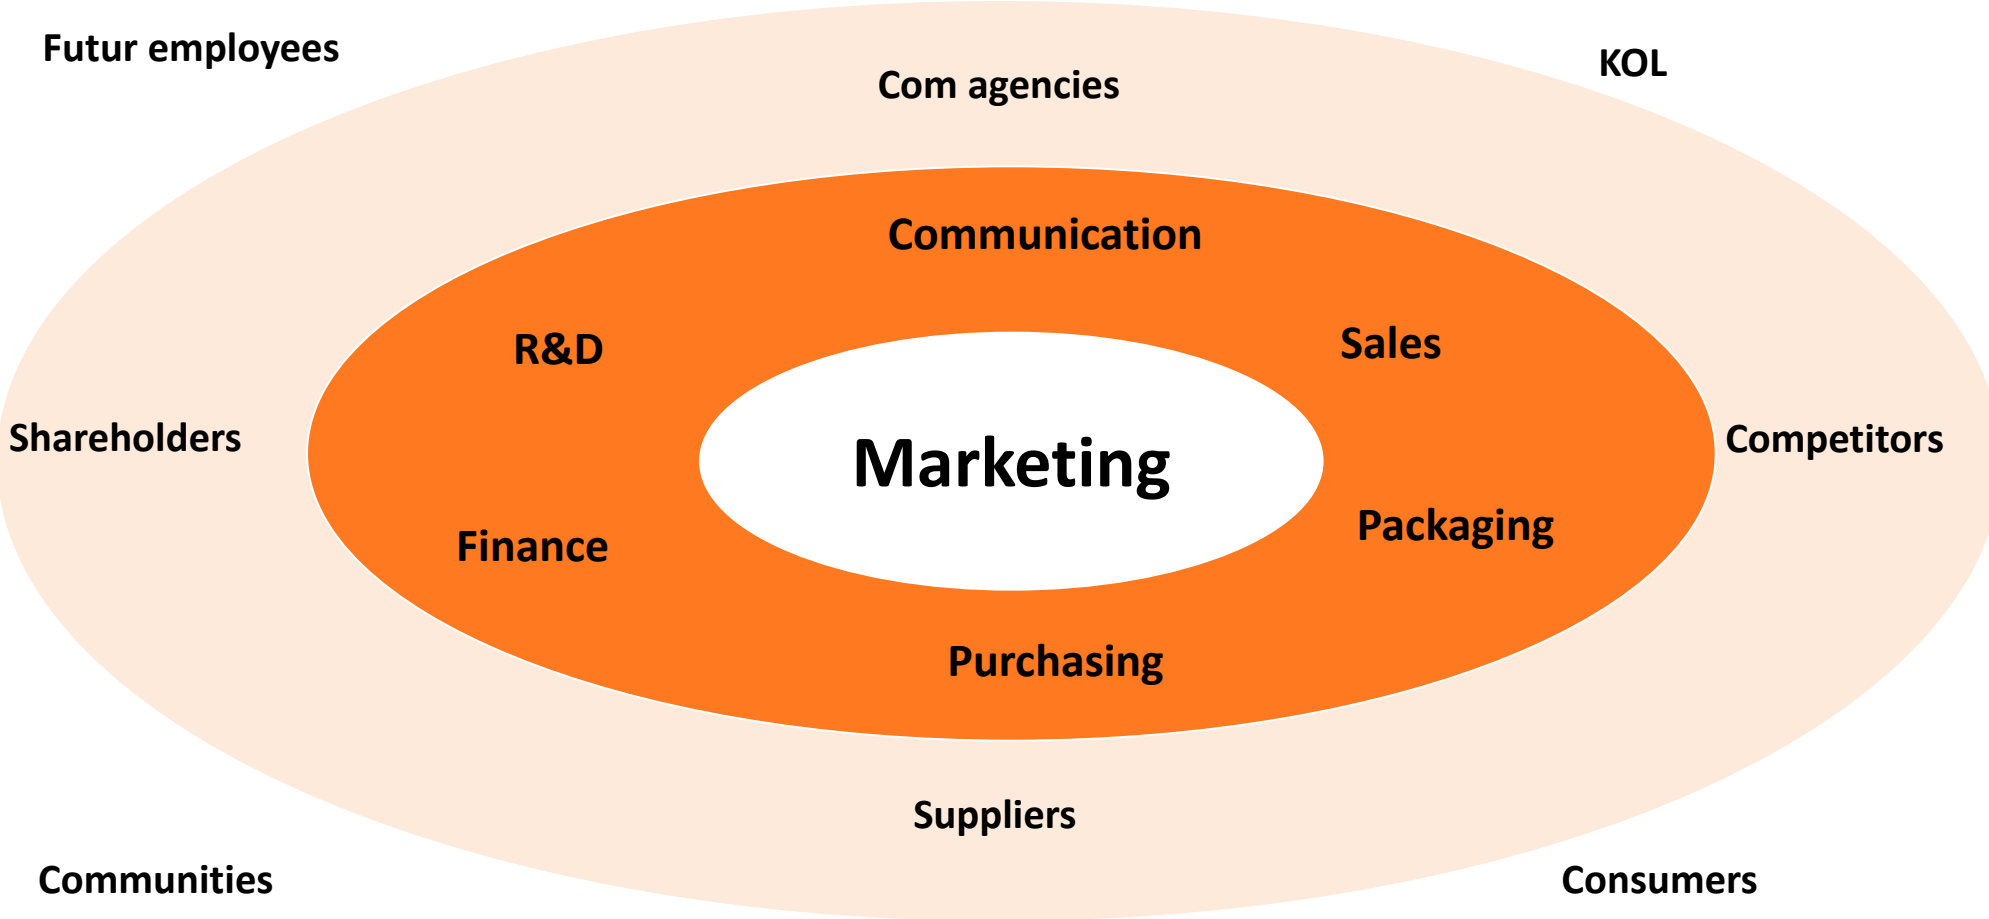 Futur employees
KOL
Com agencies
Communication
R&D
Sales
Shareholders
Marketing
Competitors
Finance
Packaging
Purchasing
Suppliers
Communities
Consumers